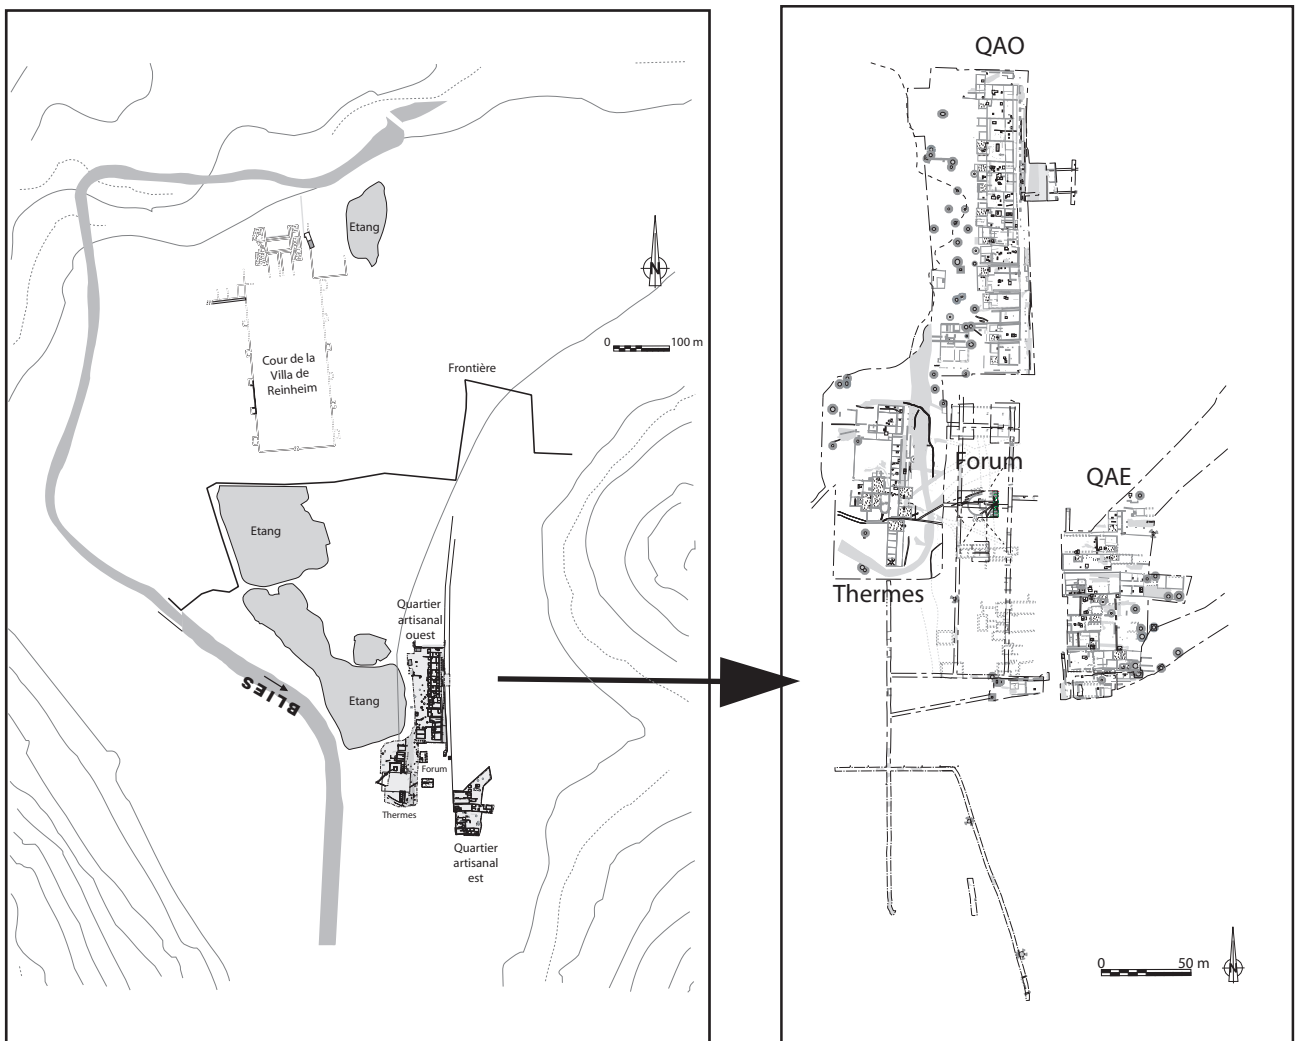 Etang
N
0 100 m
Cour de la
Villa de
Reinheim
Frontière
Etang
Quartier
artisanal
ouest
Etang
BLIES
Forum
Thermes
Quartier
artisanal
est
QAO
Forum
QAE
Thermes
0 50 m
N